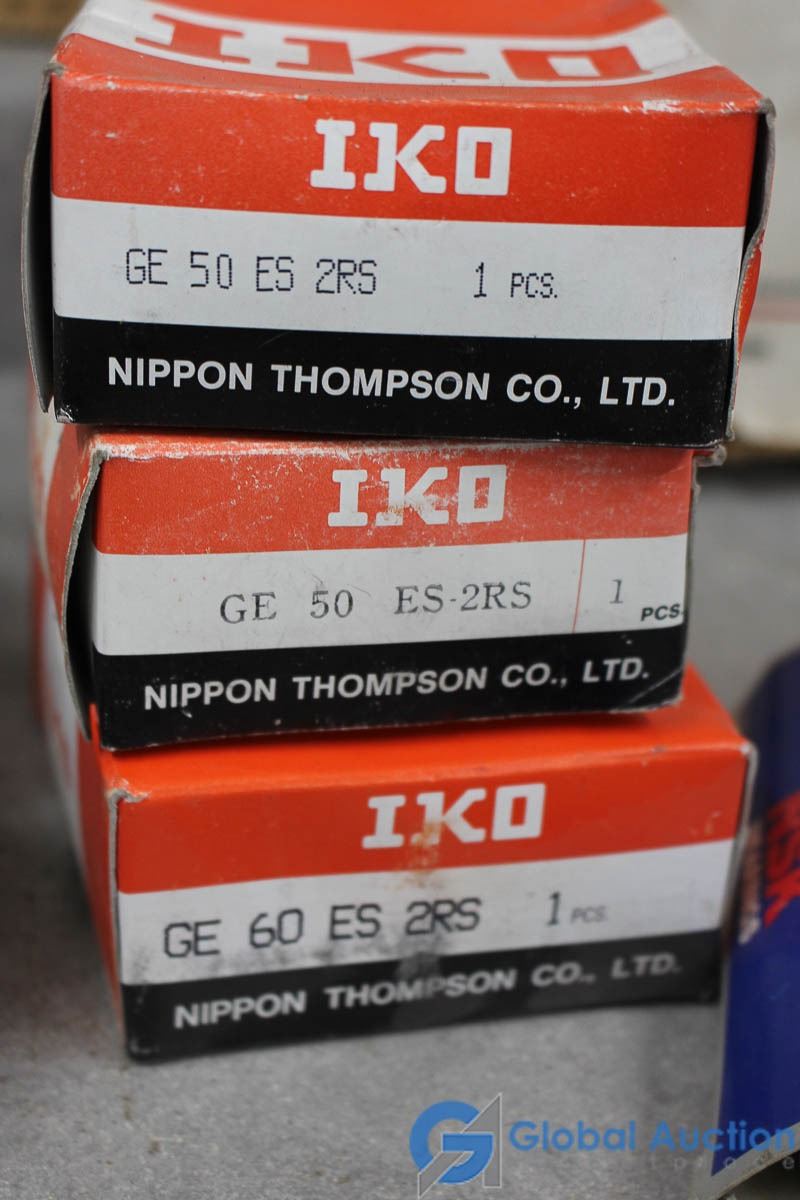 IKO
IKO
GE 50 ES 2RS 1 PCS.
NIPPON THOMPSON CO., LTD.
IKO
GE 50 ES-2RS 1 PCS.
NIPPON THOMPSON CO., LTD.
IKO
GE 60 ES 2RS 1 PCS.
NIPPON THOMPSON CO., LTD.
Global Auction